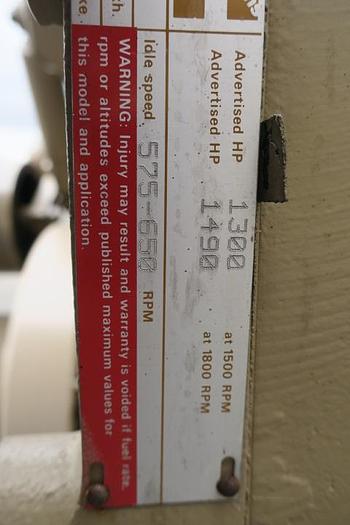 Advertised HP 1300 at 1500 RPM
Advertised HP 1490 at 1800 RPM
Idle speed 575-650 RPM
WARNING: Injury may result and warranty is voided if fuel rate,
rpm or altitudes exceed published maximum values for
this model and application.
ch.
ke